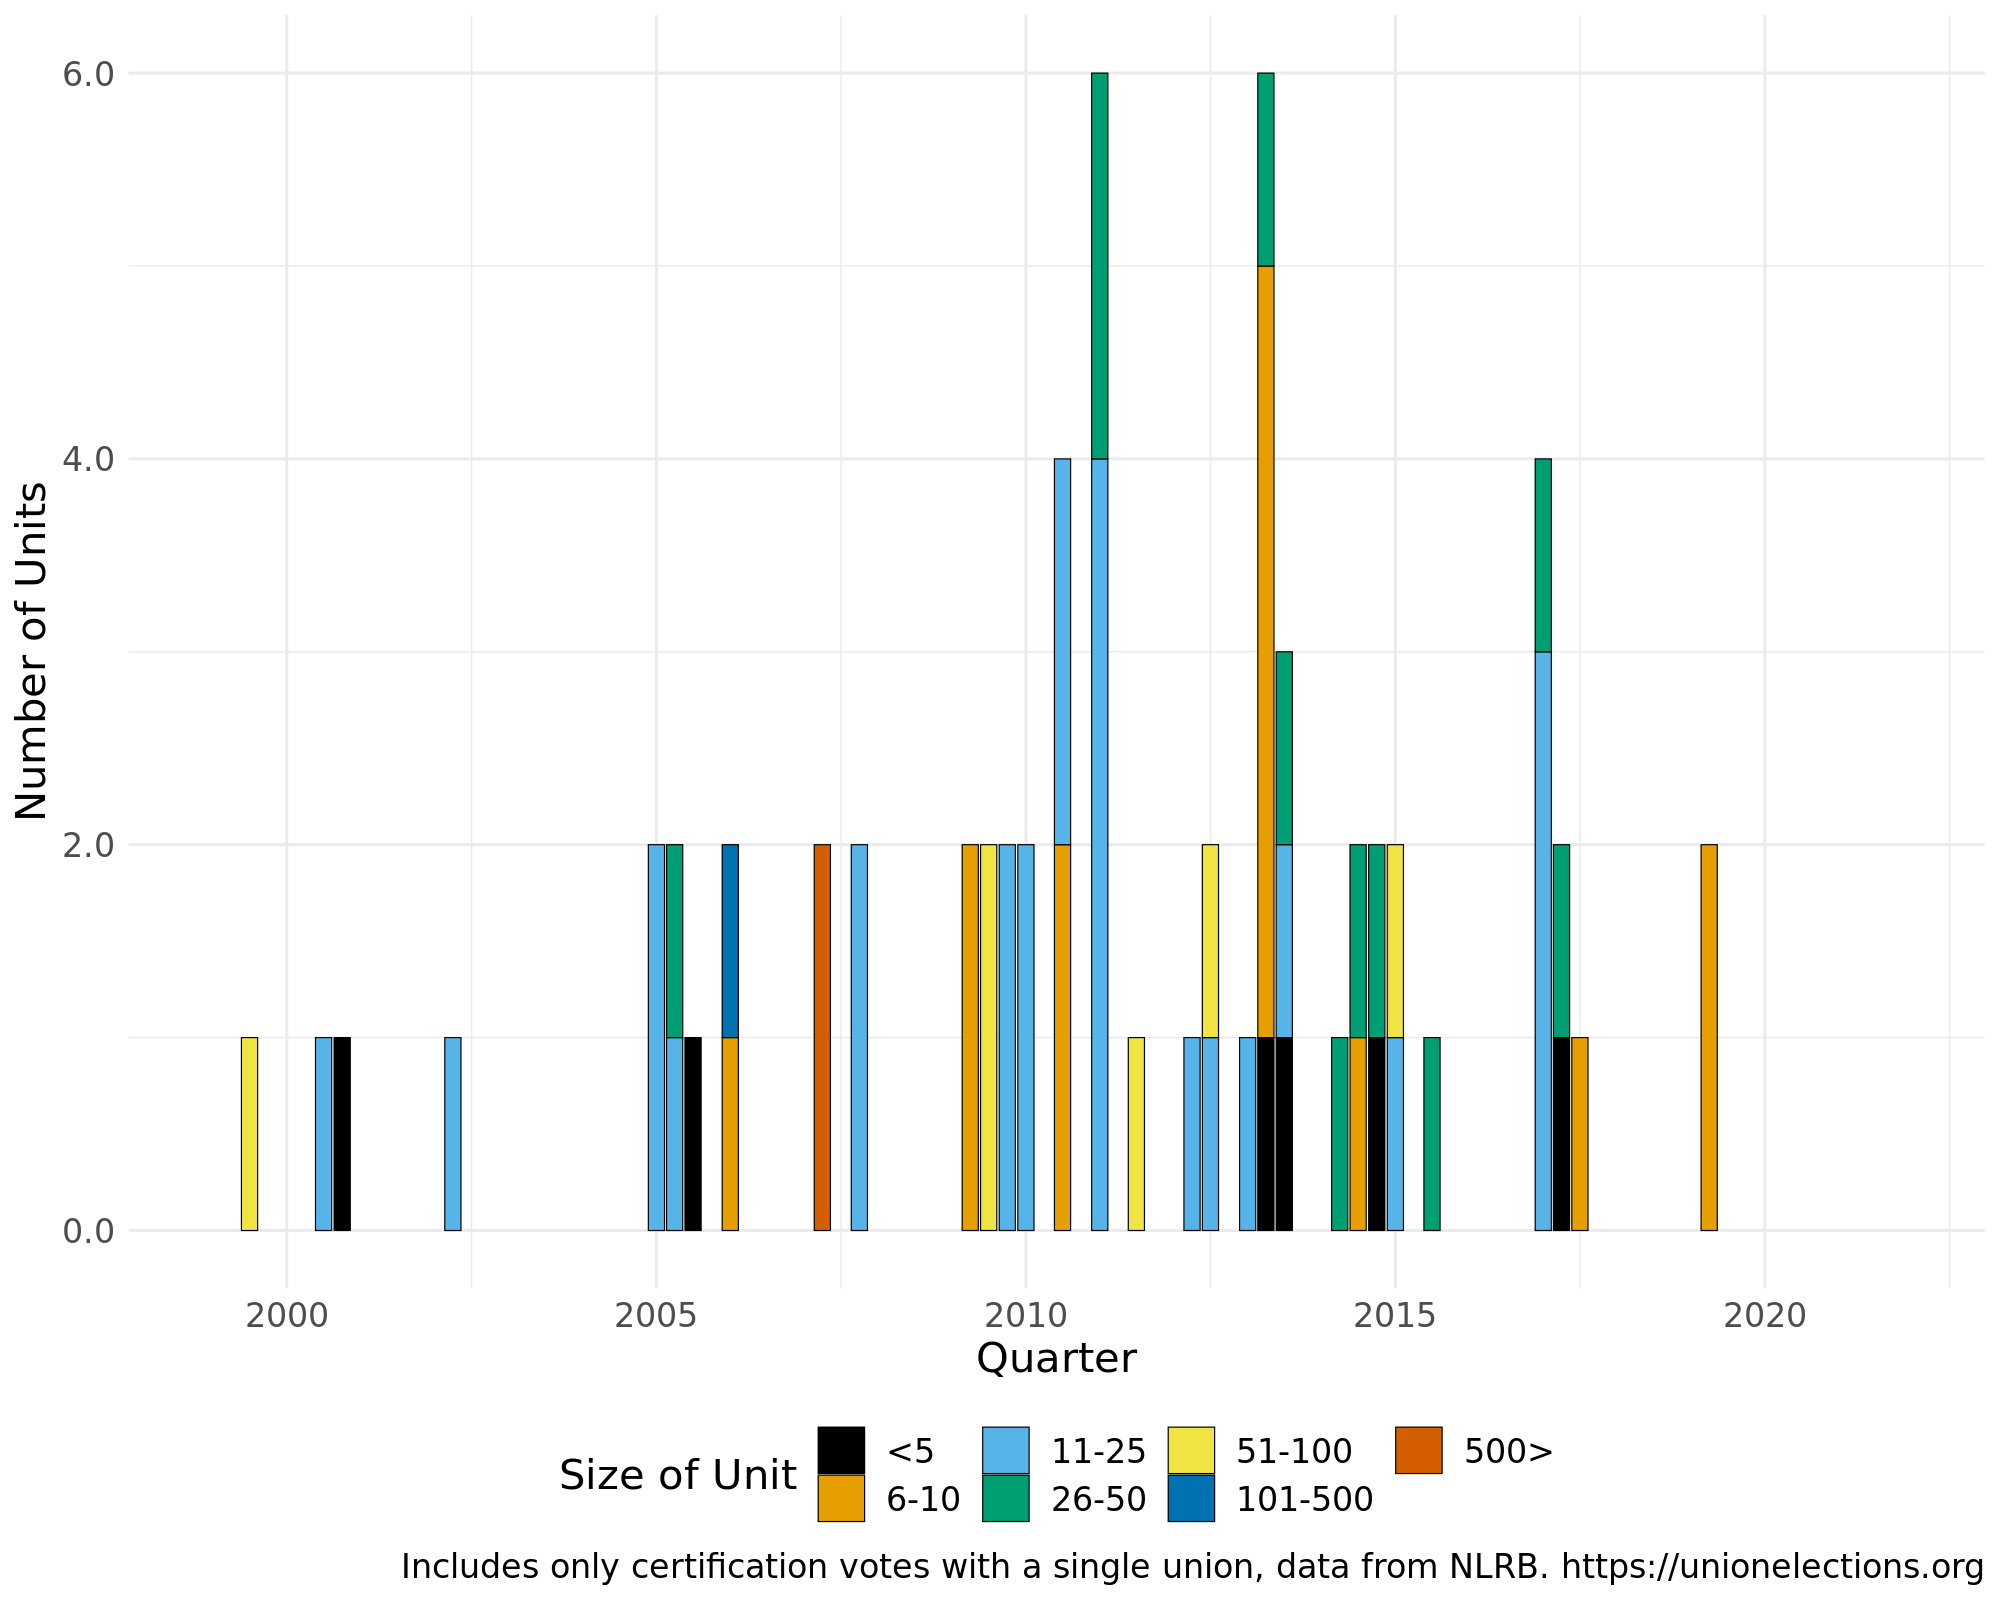 6.0
4.0
2.0
0.0
Number of Units
2000 2005 2010 2015 2020
Quarter
Size of Unit
<5 11-25 51-100 500>
6-10 26-50 101-500
Includes only certification votes with a single union, data from NLRB. https://unionelections.org